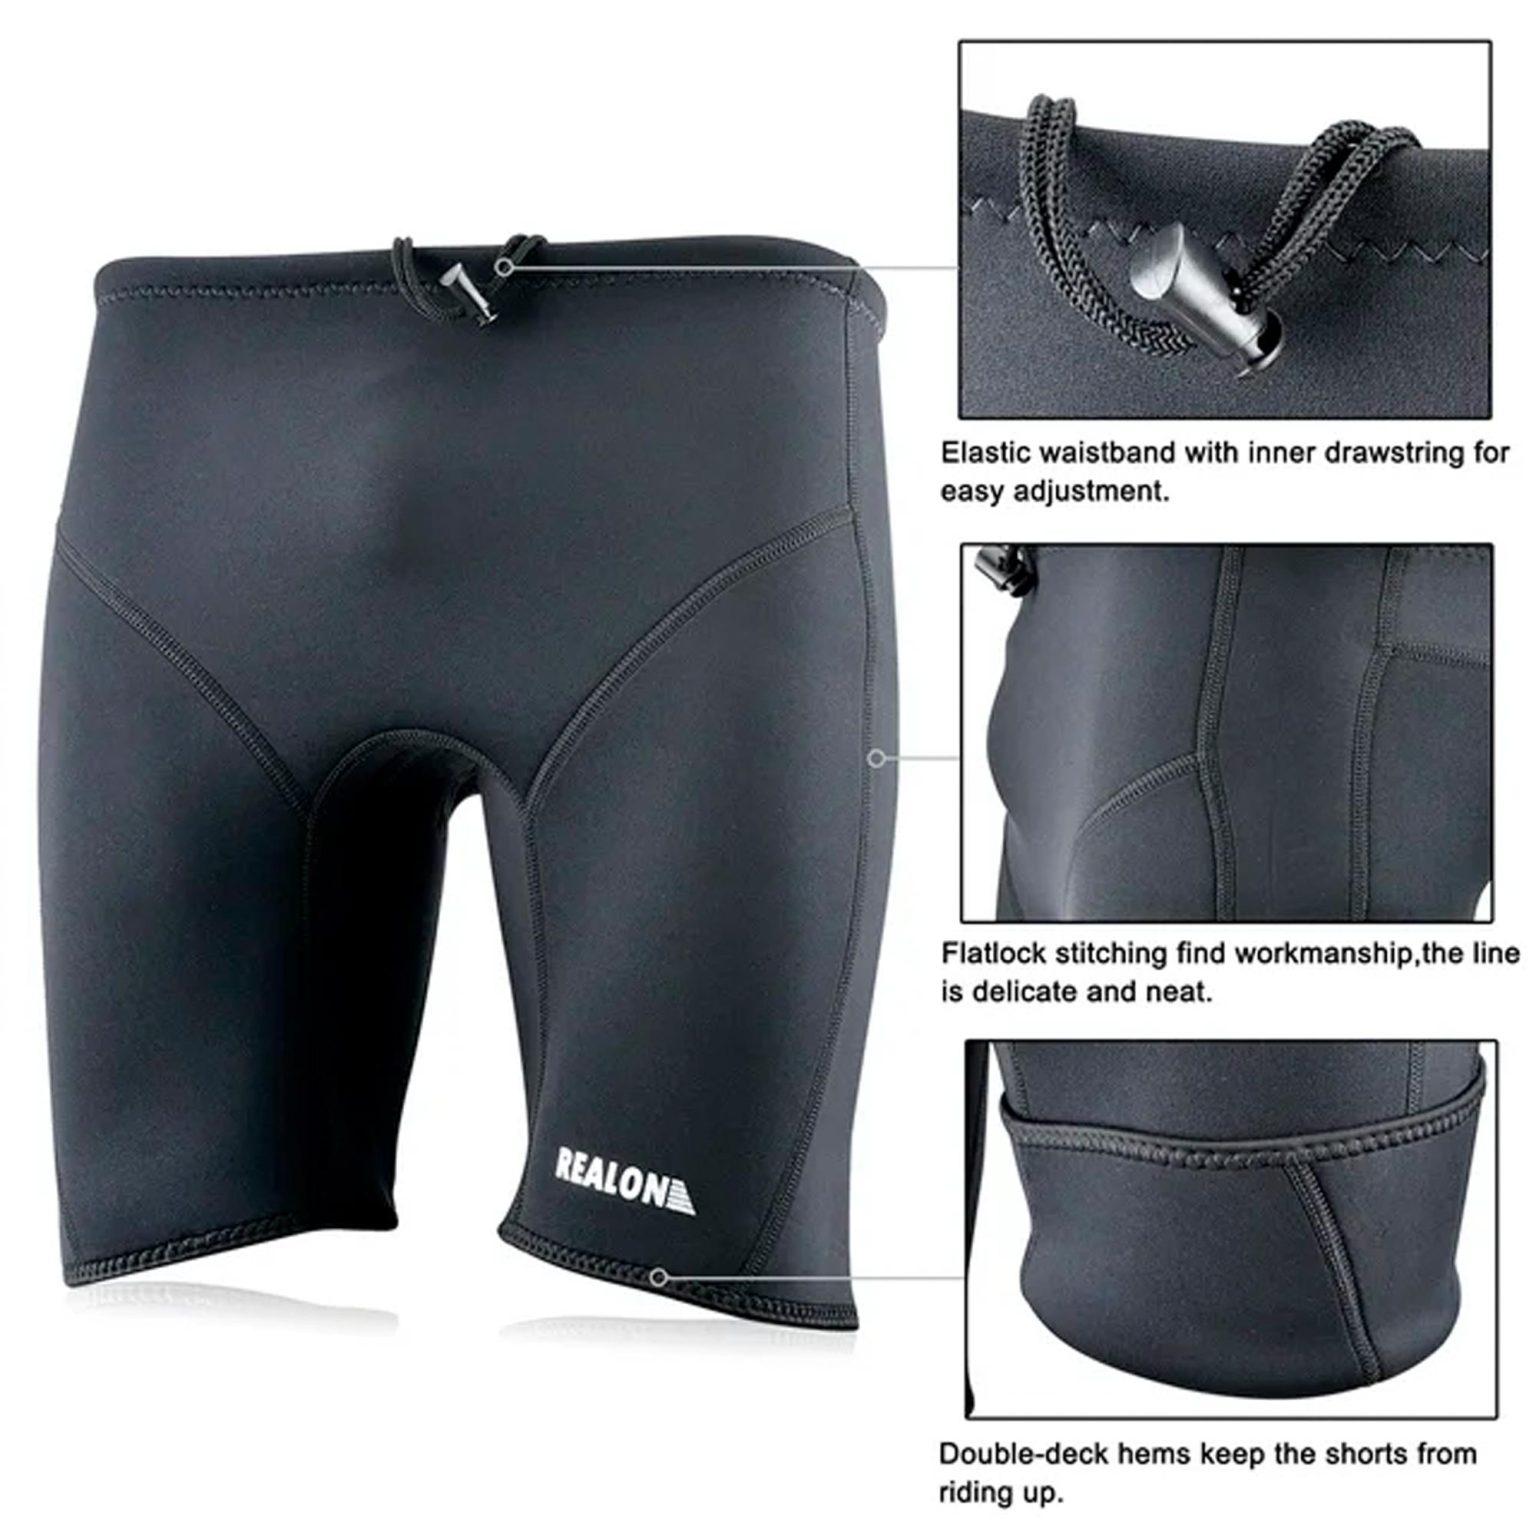 Elastic waistband with inner drawstring for
easy adjustment.
Flatlock stitching find workmanship,the line
is delicate and neat.
REALON
Double-deck hems keep the shorts from
riding up.